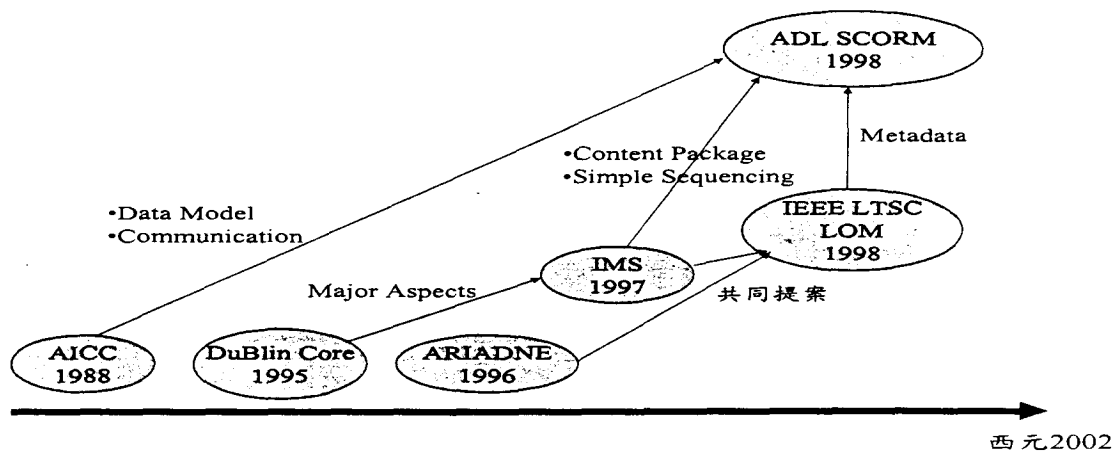 ADL SCORM
1998
Metadata
•Content Package
•Simple Sequencing
•Data Model
•Communication
IEEE LTSC
LOM
1998
IMS
1997
Major Aspects
共同提案
AICC
1988
DuBlin Core
1995
ARIADNE
1996
西元2002